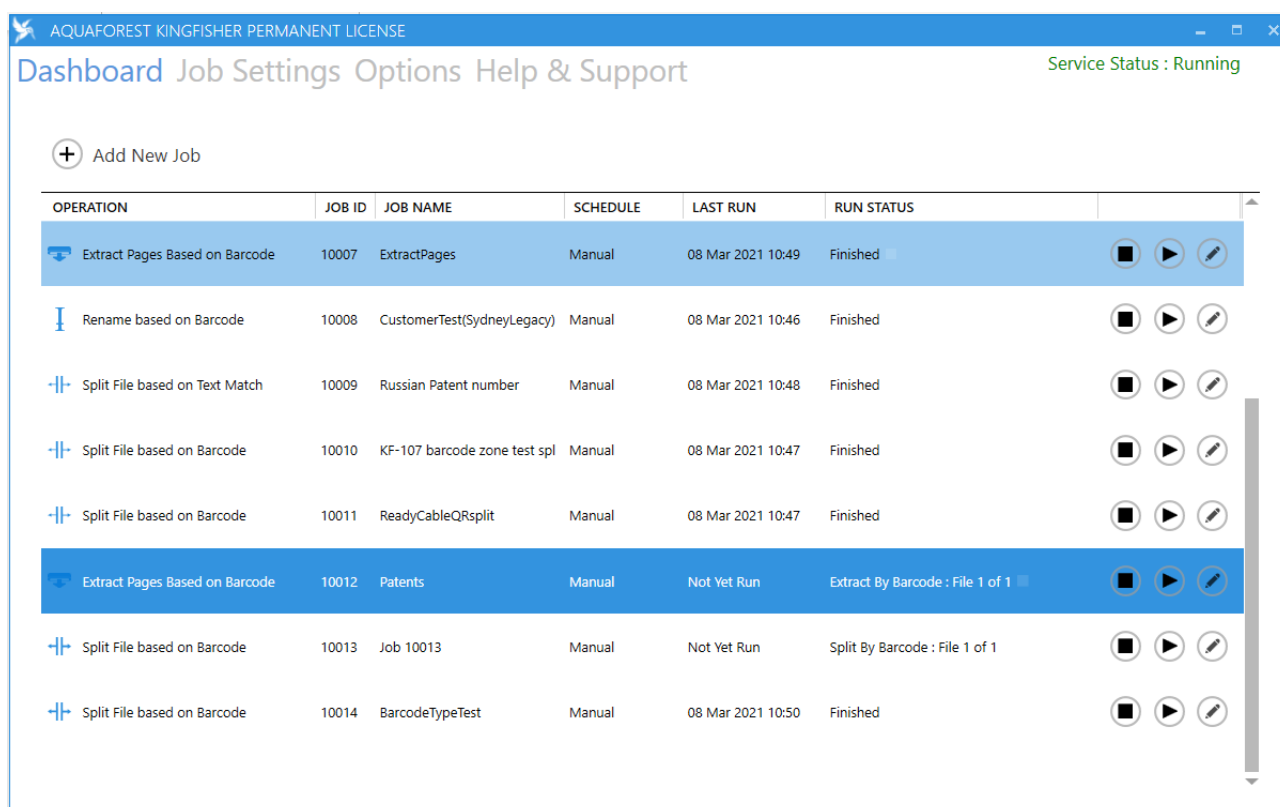 AQUAFOREST KINGFISHER PERMANENT LICENSE
Dashboard Job Settings Options Help & Support Service Status : Running
Add New Job
OPERATION JOB ID JOB NAME SCHEDULE LAST RUN RUN STATUS
Extract Pages Based on Barcode 10007 ExtractPages Manual 08 Mar 2021 10:49 Finished
Rename based on Barcode 10008 CustomerTest(SydneyLegacy) Manual 08 Mar 2021 10:46 Finished
Split File based on Text Match 10009 Russian Patent number Manual 08 Mar 2021 10:48 Finished
Split File based on Barcode 10010 KF-107 barcode zone test spl Manual 08 Mar 2021 10:47 Finished
Split File based on Barcode 10011 ReadyCableQRsplit Manual 08 Mar 2021 10:47 Finished
Extract Pages Based on Barcode 10012 Patents Manual Not Yet Run Extract By Barcode : File 1 of 1
Split File based on Barcode 10013 Job 10013 Manual Not Yet Run Split By Barcode : File 1 of 1
Split File based on Barcode 10014 BarcodeTypeTest Manual 08 Mar 2021 10:50 Finished